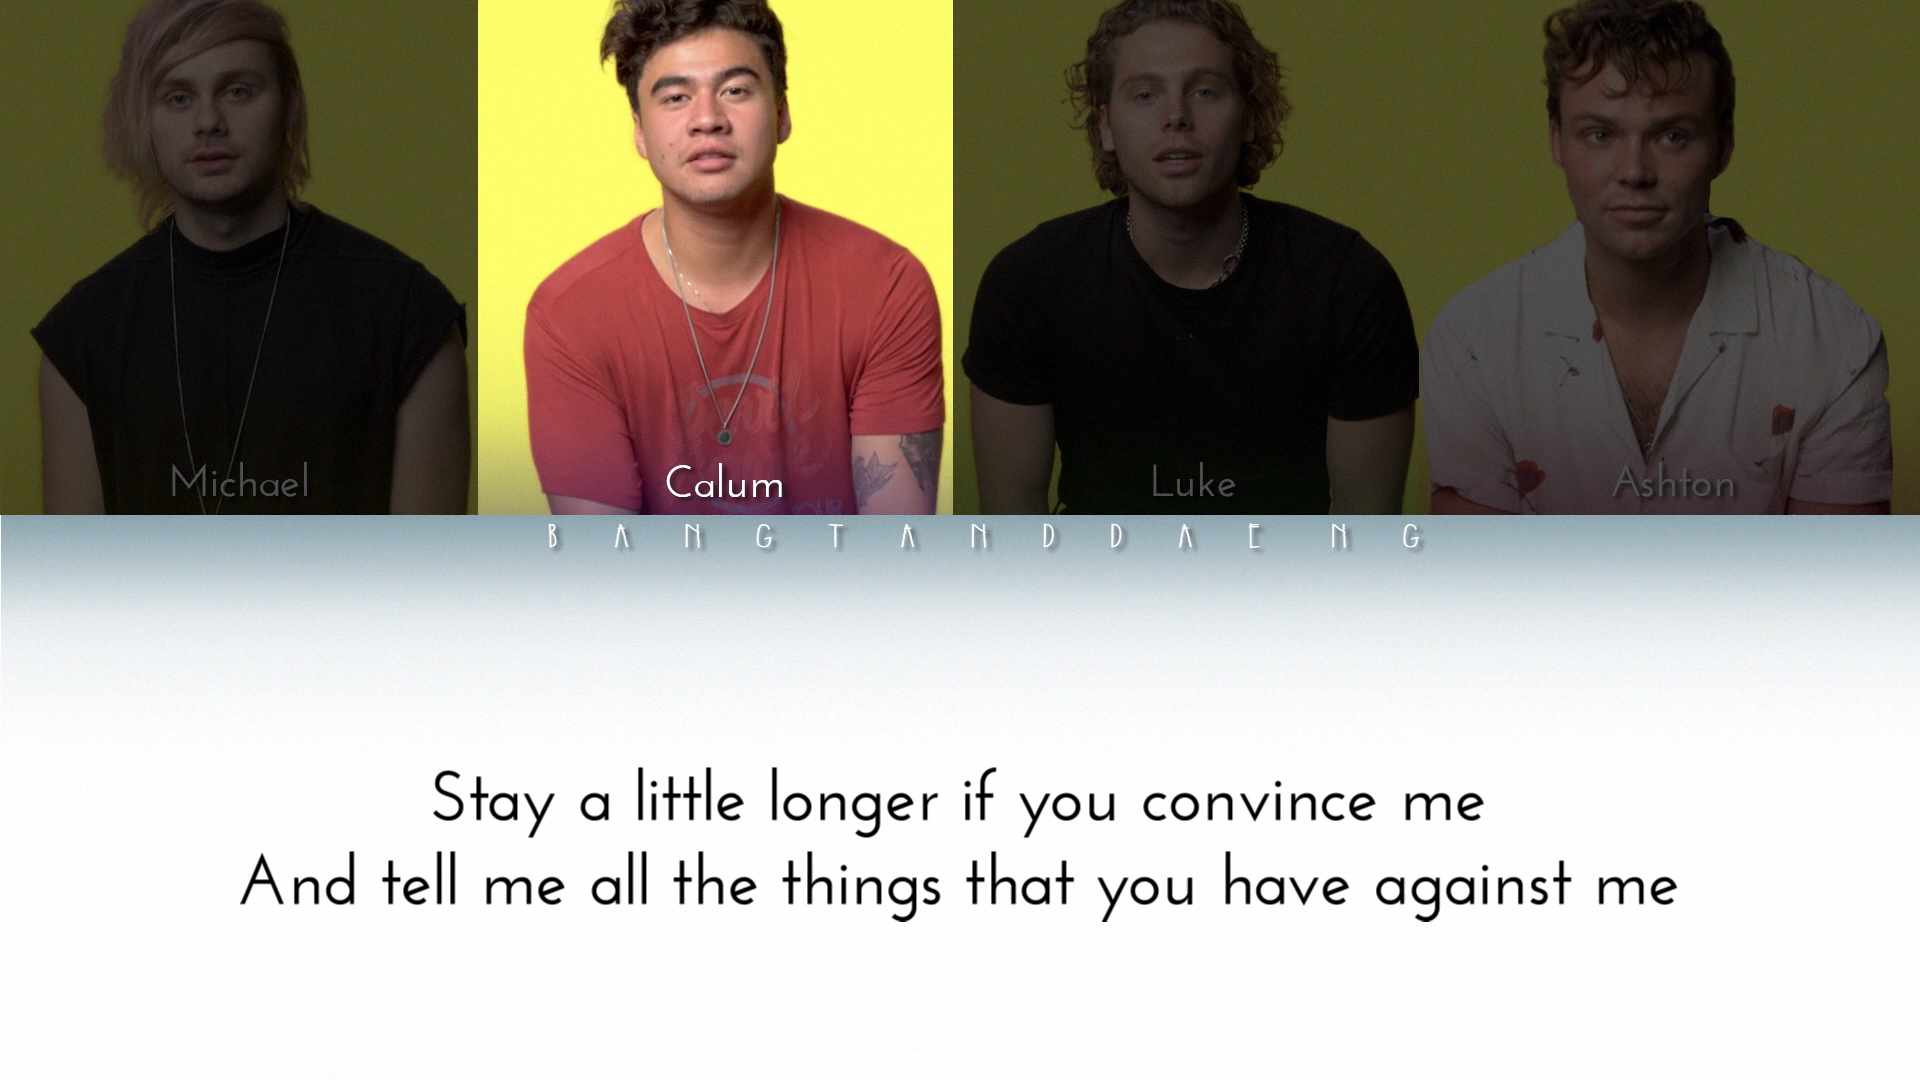 Michael
Calum
Luke
Ashton
BANGTANDDAENG
Stay a little longer if you convince me
And tell me all the things that you have against me